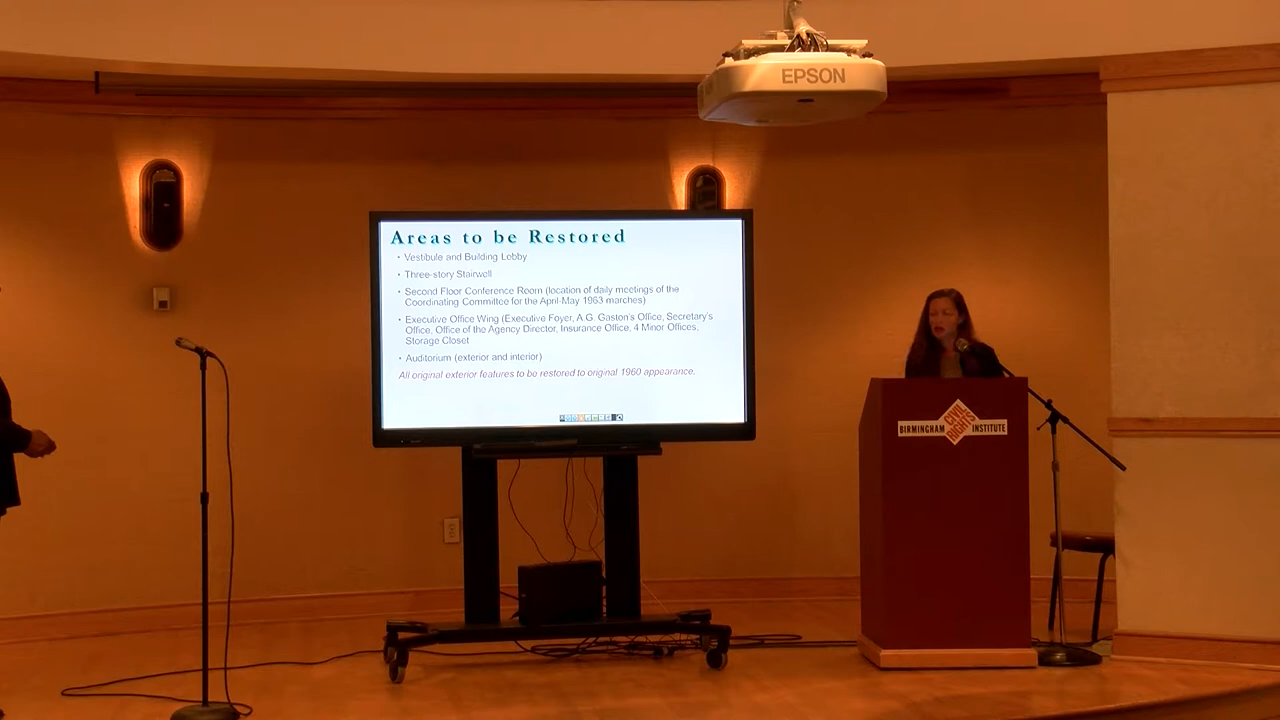 EPSON
Areas to be Restored
• Vestibule and Building Lobby
• Three-story Stairwell
• Second Floor Conference Room (location of daily meetings of the
Coordinating Committee for the April-May 1963 marches)
• Executive Office Wing (Executive Foyer, A.G. Gaston's Office, Secretary's
Office, Office of the Agency Director, Insurance Office, 4 Minor Offices,
Storage Closet
• Auditorium (exterior and interior)
All original exterior features to be restored to original 1960 appearance.
BIRMINGHAM CIVIL RIGHTS INSTITUTE